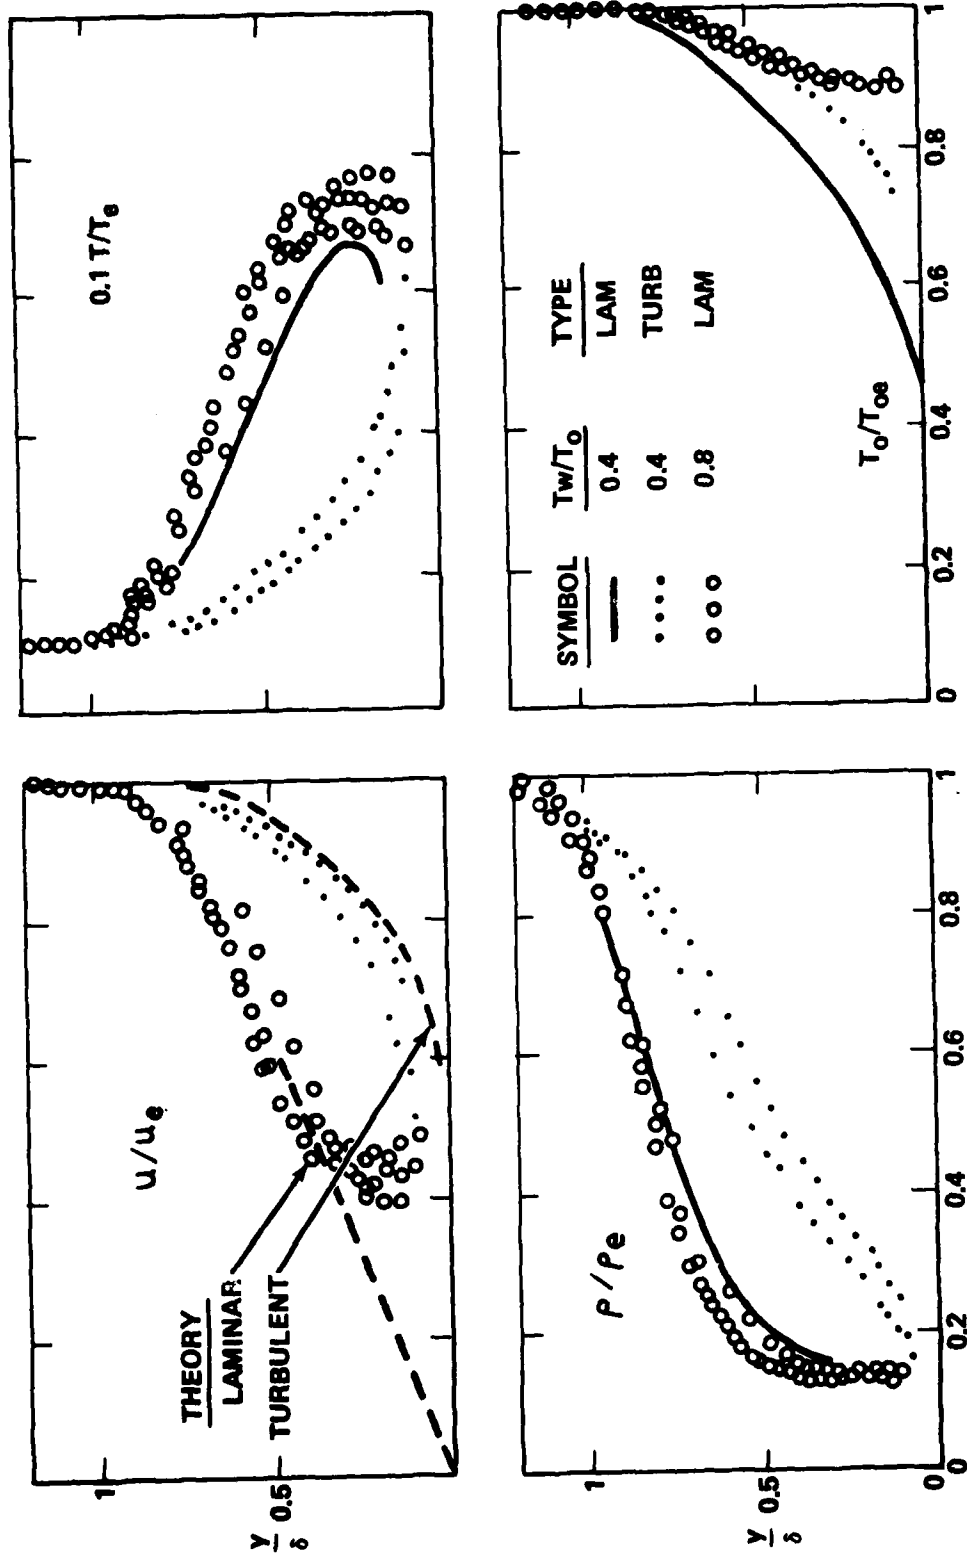 u/ue
THEORY
LAMINAR
TURBULENT
y/δ
1
0.5
0.1 T/Te
ρ/ρe
y/δ
1
0.5
0
0 0.2 0.4 0.6 0.8 1
SYMBOL Tw/To TYPE
0.4 LAM
0.4 TURB
0.8 LAM
To/Toe
0 0.2 0.4 0.6 0.8 1